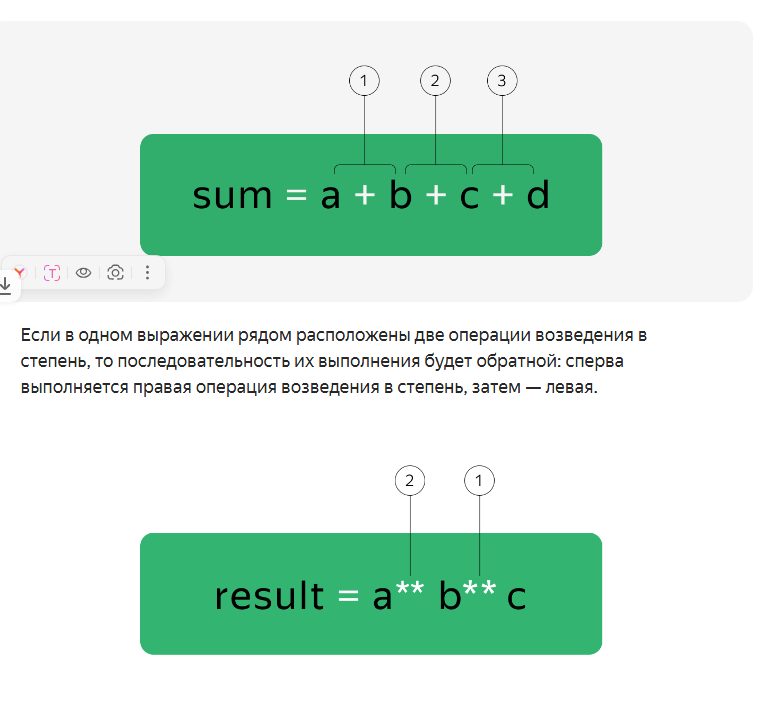 1 2 3
sum = a + b + c + d
Если в одном выражении рядом расположены две операции возведения в
степень, то последовательность их выполнения будет обратной: сперва
выполняется правая операция возведения в степень, затем — левая.
2 1
result = a** b** c